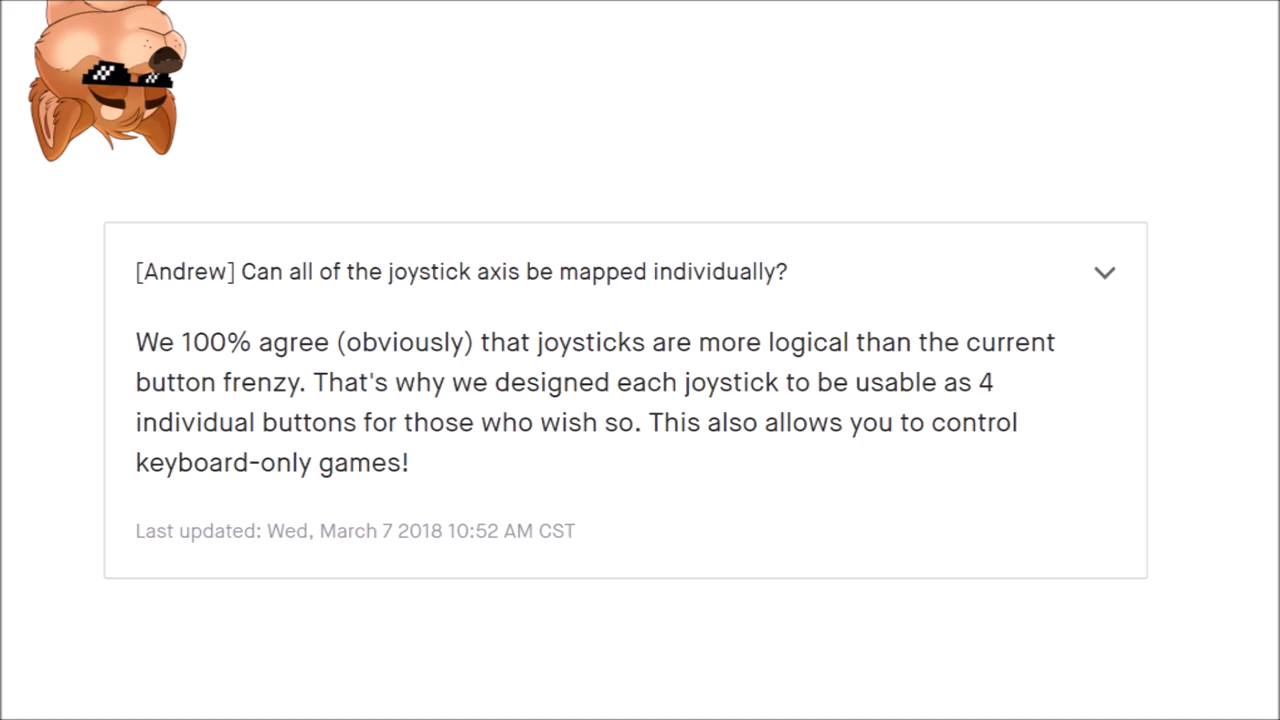 [Andrew] Can all of the joystick axis be mapped individually?
We 100% agree (obviously) that joysticks are more logical than the current
button frenzy. That's why we designed each joystick to be usable as 4
individual buttons for those who wish so. This also allows you to control
keyboard-only games!
Last updated: Wed, March 7 2018 10:52 AM CST